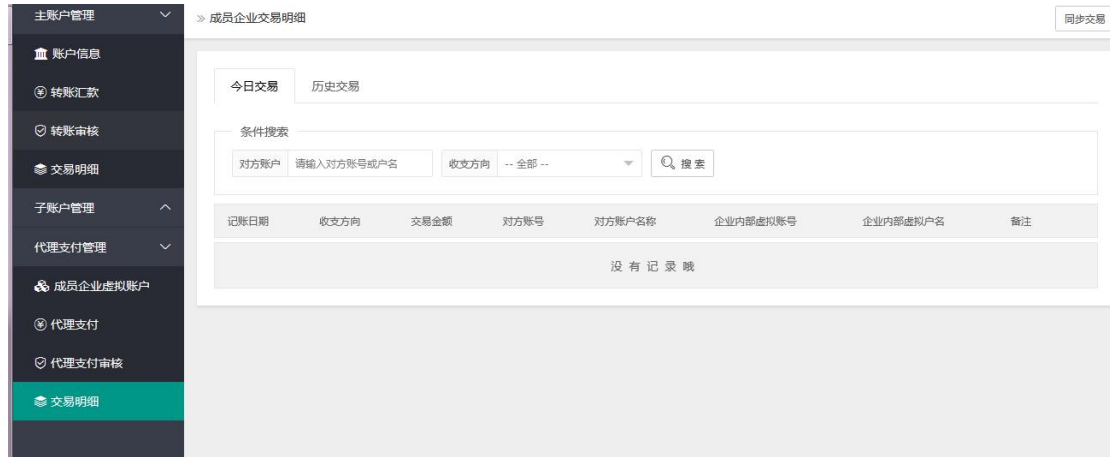 主账户管理
账户信息
转账汇款
转账审核
交易明细
子账户管理
代理支付管理
成员企业虚拟账户
代理支付
代理支付审核
交易明细
» 成员企业交易明细
同步交易
今日交易 历史交易
条件搜索
对方账户 请输入对方账号或户名 收支方向 -- 全部 -- 搜索
记账日期 收支方向 交易金额 对方账号 对方账户名称 企业内部虚拟账号 企业内部虚拟户名 备注
没有记录哦